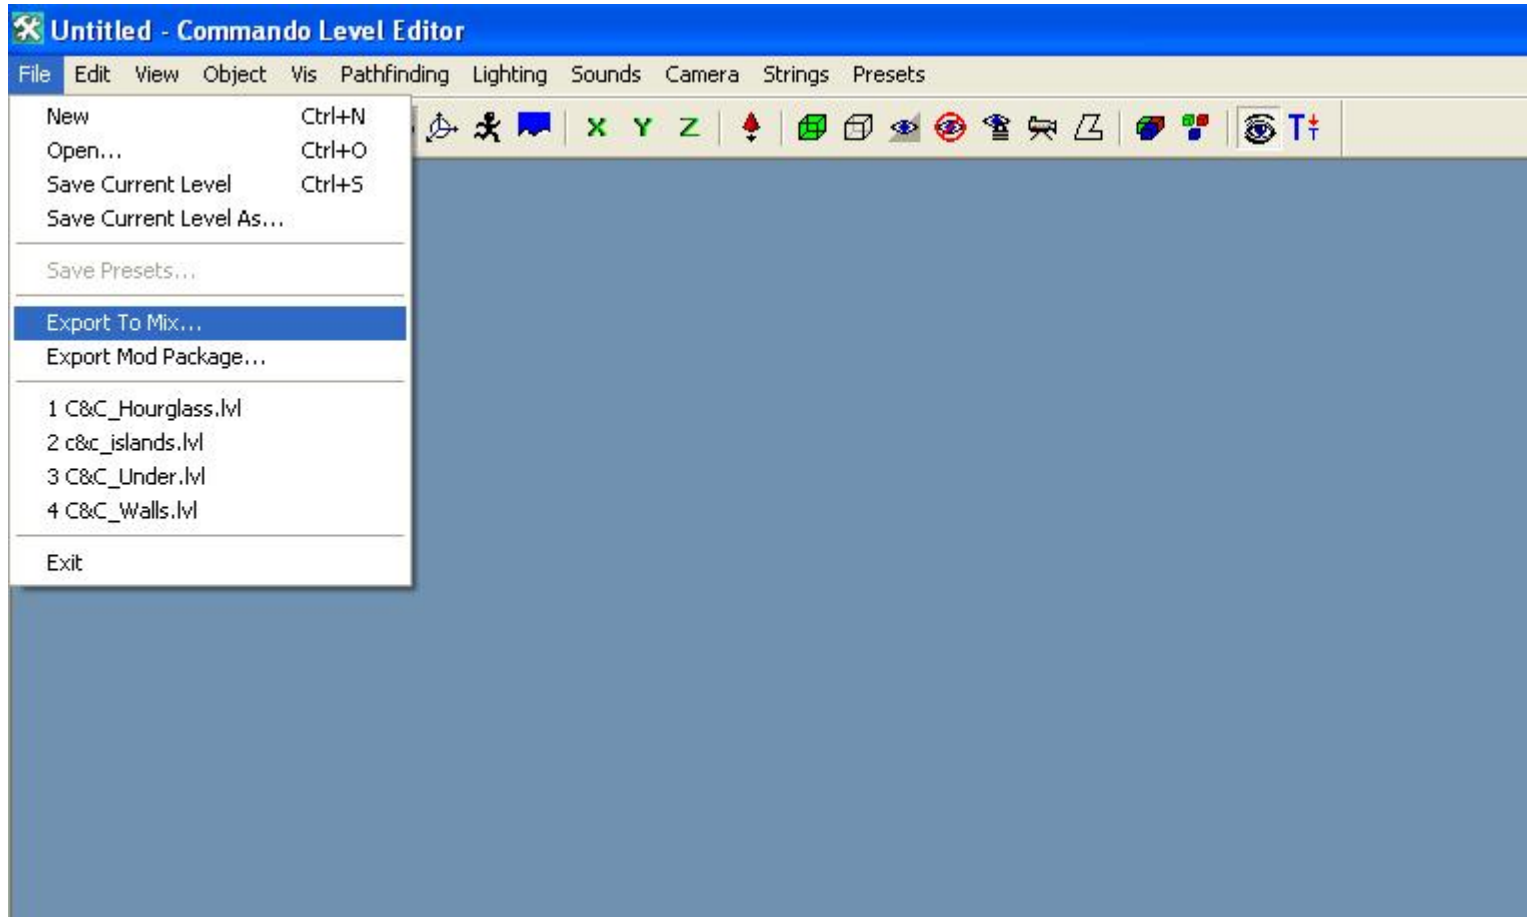 Untitled - Commando Level Editor
File Edit View Object Vis Pathfinding Lighting Sounds Camera Strings Presets
X Y Z T T
New Ctrl+N
Open... Ctrl+O
Save Current Level Ctrl+S
Save Current Level As...
Save Presets...
Export To Mix...
Export Mod Package...
1 C&C_Hourglass.lvl
2 c&c_islands.lvl
3 C&C_Under.lvl
4 C&C_Walls.lvl
Exit